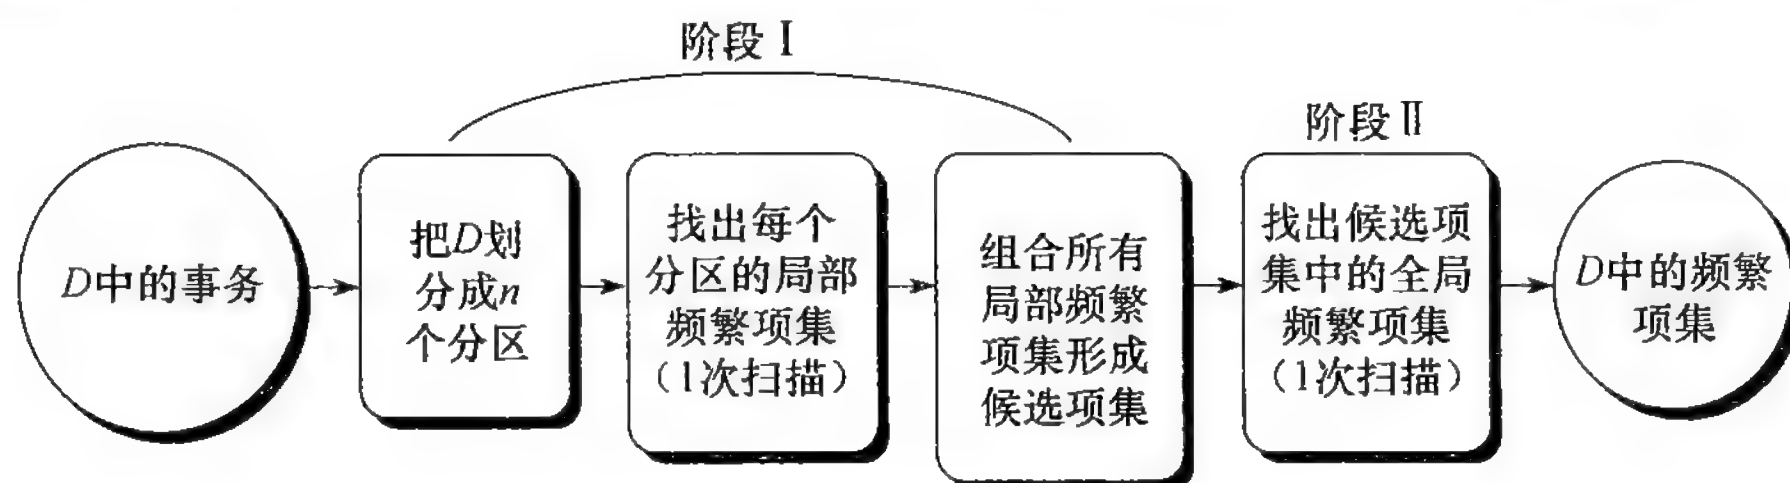 阶段Ⅰ
阶段Ⅱ
D中的事务
把D划
分成n
个分区
找出每个
分区的局部
频繁项集
（1次扫描）
组合所有
局部频繁
项集形成
候选项集
找出候选项
集中的全局
频繁项集
（1次扫描）
D中的频繁
项集